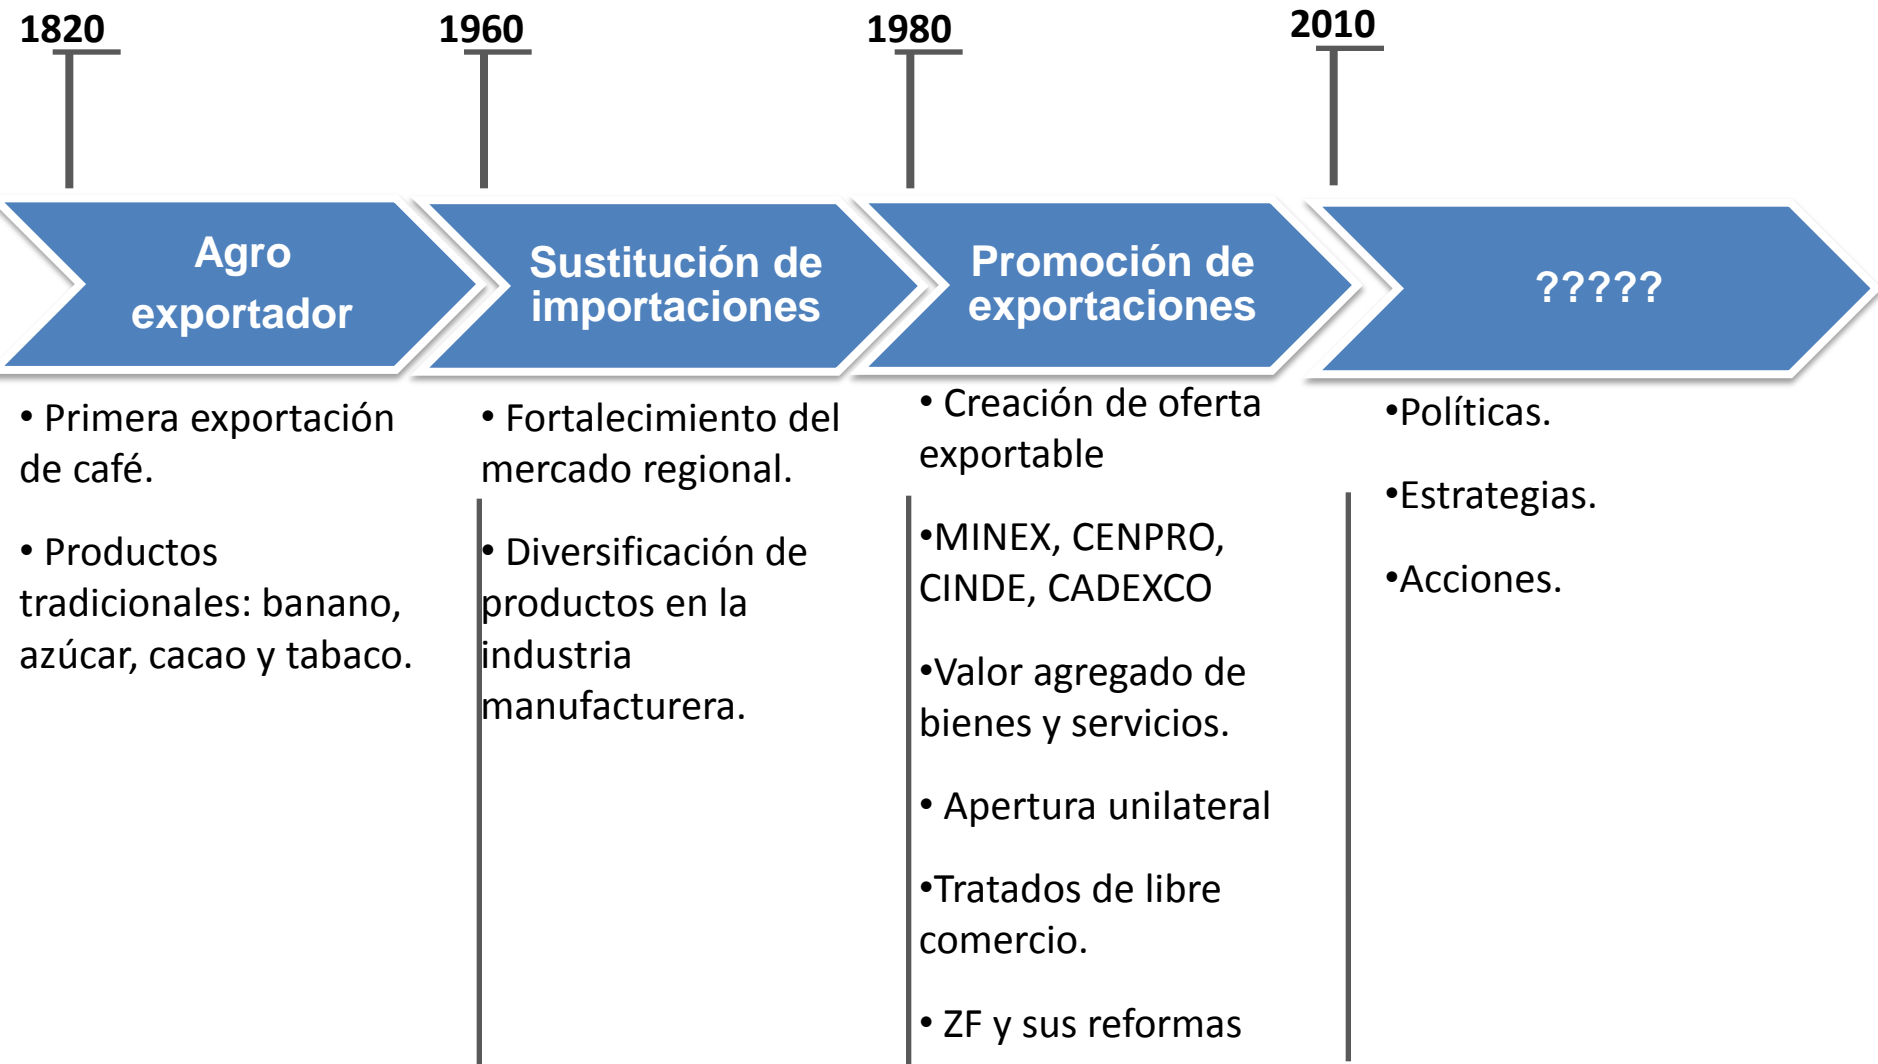 1820
1960
1980
2010
Agro
exportador
Sustitución de
importaciones
Promoción de
exportaciones
?????
• Primera exportación
de café.
• Productos
tradicionales: banano,
azúcar, cacao y tabaco.
• Fortalecimiento del
mercado regional.
• Diversificación de
productos en la
industria
manufacturera.
• Creación de oferta
exportable
•MINEX, CENPRO,
CINDE, CADEXCO
•Valor agregado de
bienes y servicios.
• Apertura unilateral
•Tratados de libre
comercio.
• ZF y sus reformas
•Políticas.
•Estrategias.
•Acciones.